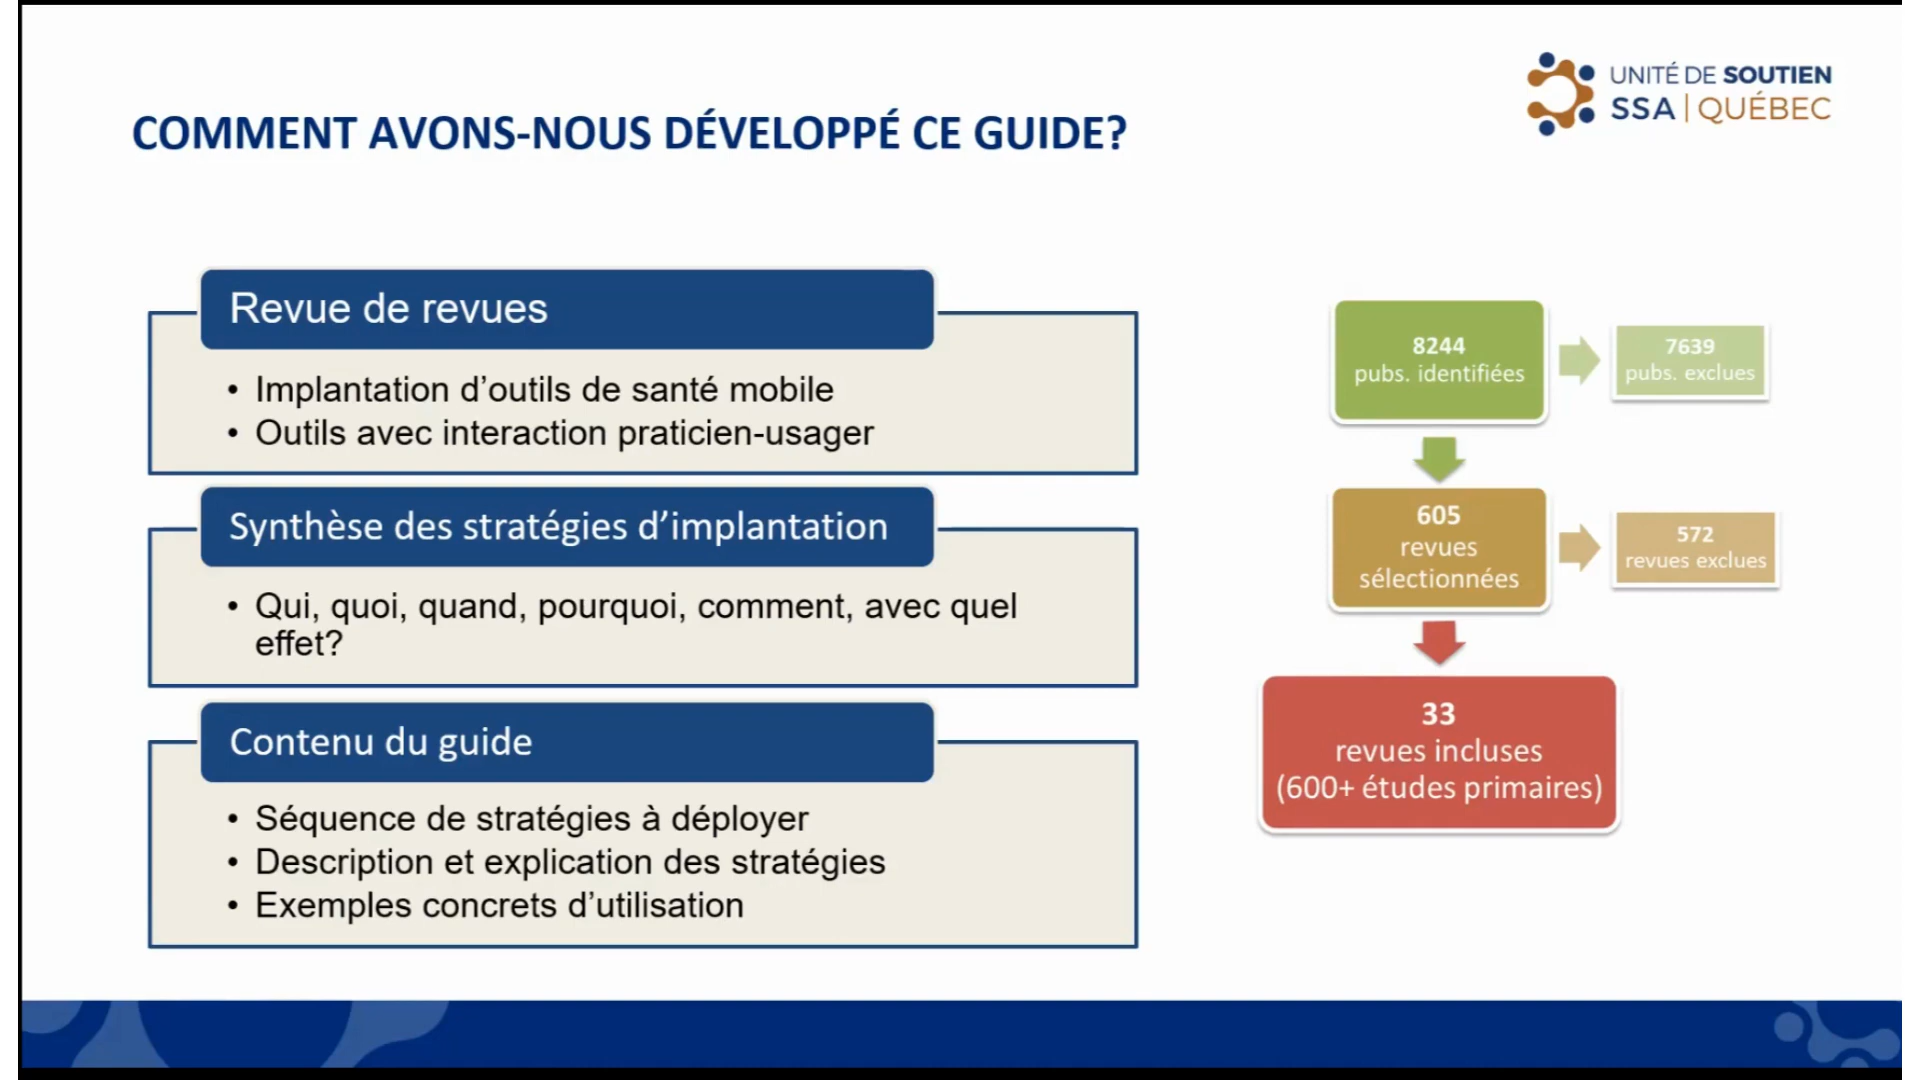 UNITÉ DE SOUTIEN
SSA | QUÉBEC
COMMENT AVONS-NOUS DÉVELOPPÉ CE GUIDE?
Revue de revues
• Implantation d’outils de santé mobile
• Outils avec interaction praticien-usager
Synthèse des stratégies d’implantation
• Qui, quoi, quand, pourquoi, comment, avec quel
effet?
Contenu du guide
• Séquence de stratégies à déployer
• Description et explication des stratégies
• Exemples concrets d’utilisation
8244
pubs. identifiées
7639
pubs. exclues
605
revues
sélectionnées
572
revues exclues
33
revues incluses
(600+ études primaires)